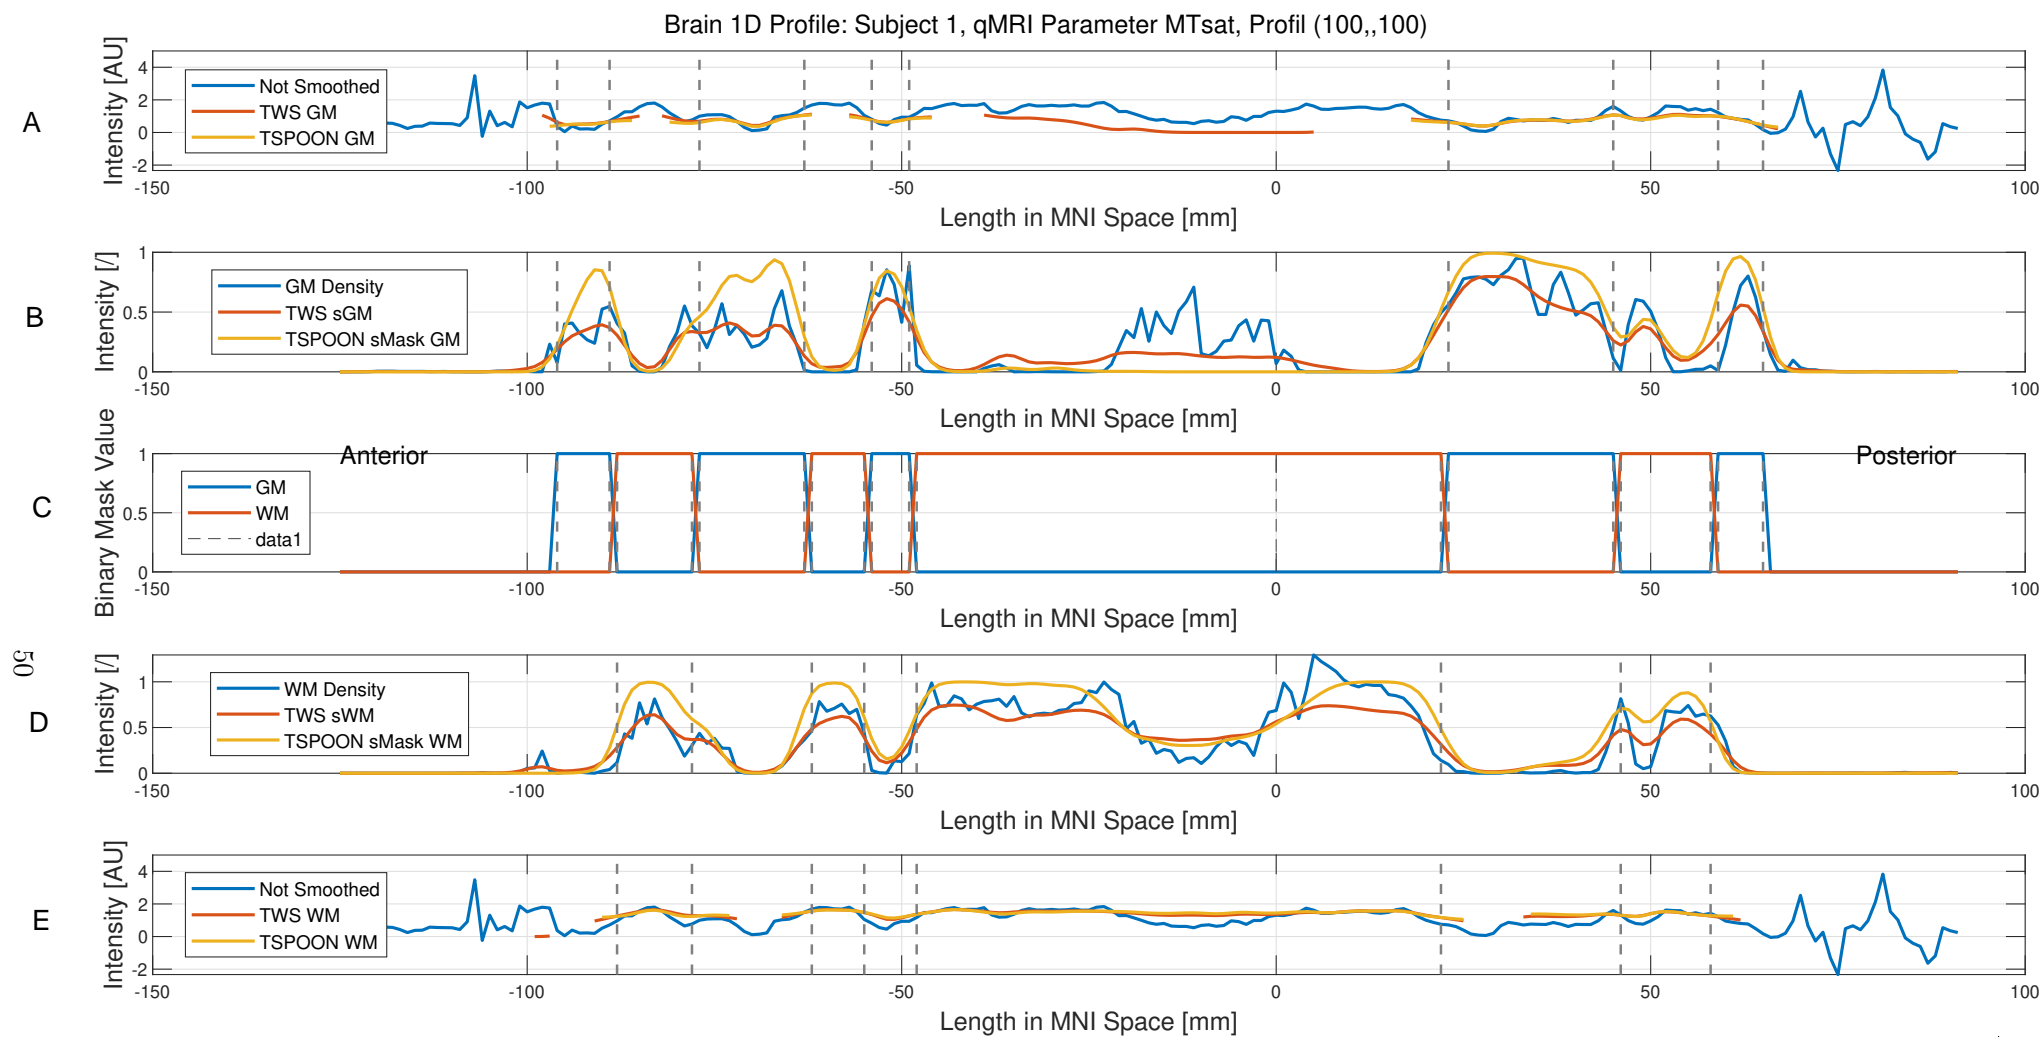 Brain 1D Profile: Subject 1, qMRI Parameter MTsat, Profil (100,,100)
A
Intensity [AU]
4
2
0
-2
Not Smoothed
TWS GM
TSPOON GM
-150
-100
-50
0
50
100
Length in MNI Space [mm]
B
Intensity [/]
1
0.5
0
GM Density
TWS sGM
TSPOON sMask GM
-150
-100
-50
0
50
100
Length in MNI Space [mm]
C
Binary Mask Value
1
0.5
0
Anterior
Posterior
GM
WM
data1
-150
-100
-50
0
50
100
Length in MNI Space [mm]
50
D
Intensity [/]
1
0.5
0
WM Density
TWS sWM
TSPOON sMask WM
-150
-100
-50
0
50
100
Length in MNI Space [mm]
E
Intensity [AU]
4
2
0
-2
Not Smoothed
TWS WM
TSPOON WM
-150
-100
-50
0
50
100
Length in MNI Space [mm]